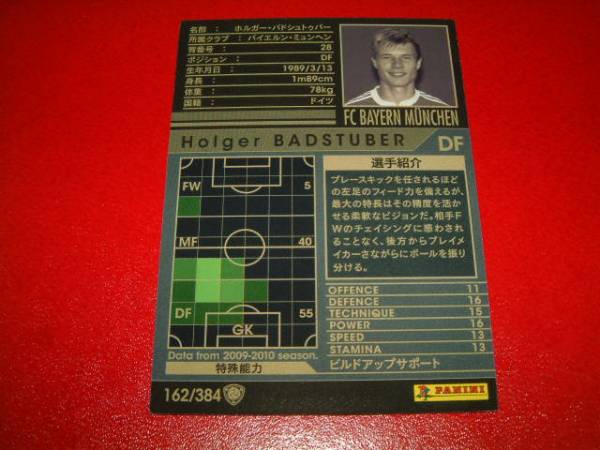 名前 : ホルガー・バドシュトゥバー
所属クラブ : バイエルン・ミュンヘン
背番号 : 28
ポジション : DF
生年月日 : 1989/3/13
身長 : 1m89cm
体重 : 78kg
国籍 : ドイツ
FC BAYERN MÜNCHEN
Holger BADSTUBER DF
FW 5
MF 40
DF 55
GK
Data from 2009-2010 season.
特殊能力
選手紹介
プレースキックを任されるほど
の左足のフィード力を備えるが、
最大の特長はその精度を活か
せる柔軟なビジョンだ。相手F
Wのチェイシングに惑わされ
ることなく、後方からプレイメ
イカーさながらにボールを振り
分ける。
OFFENCE 11
DEFENCE 16
TECHNIQUE 15
POWER 16
SPEED 13
STAMINA 13
ビルドアップサポート
162/384
PANINI